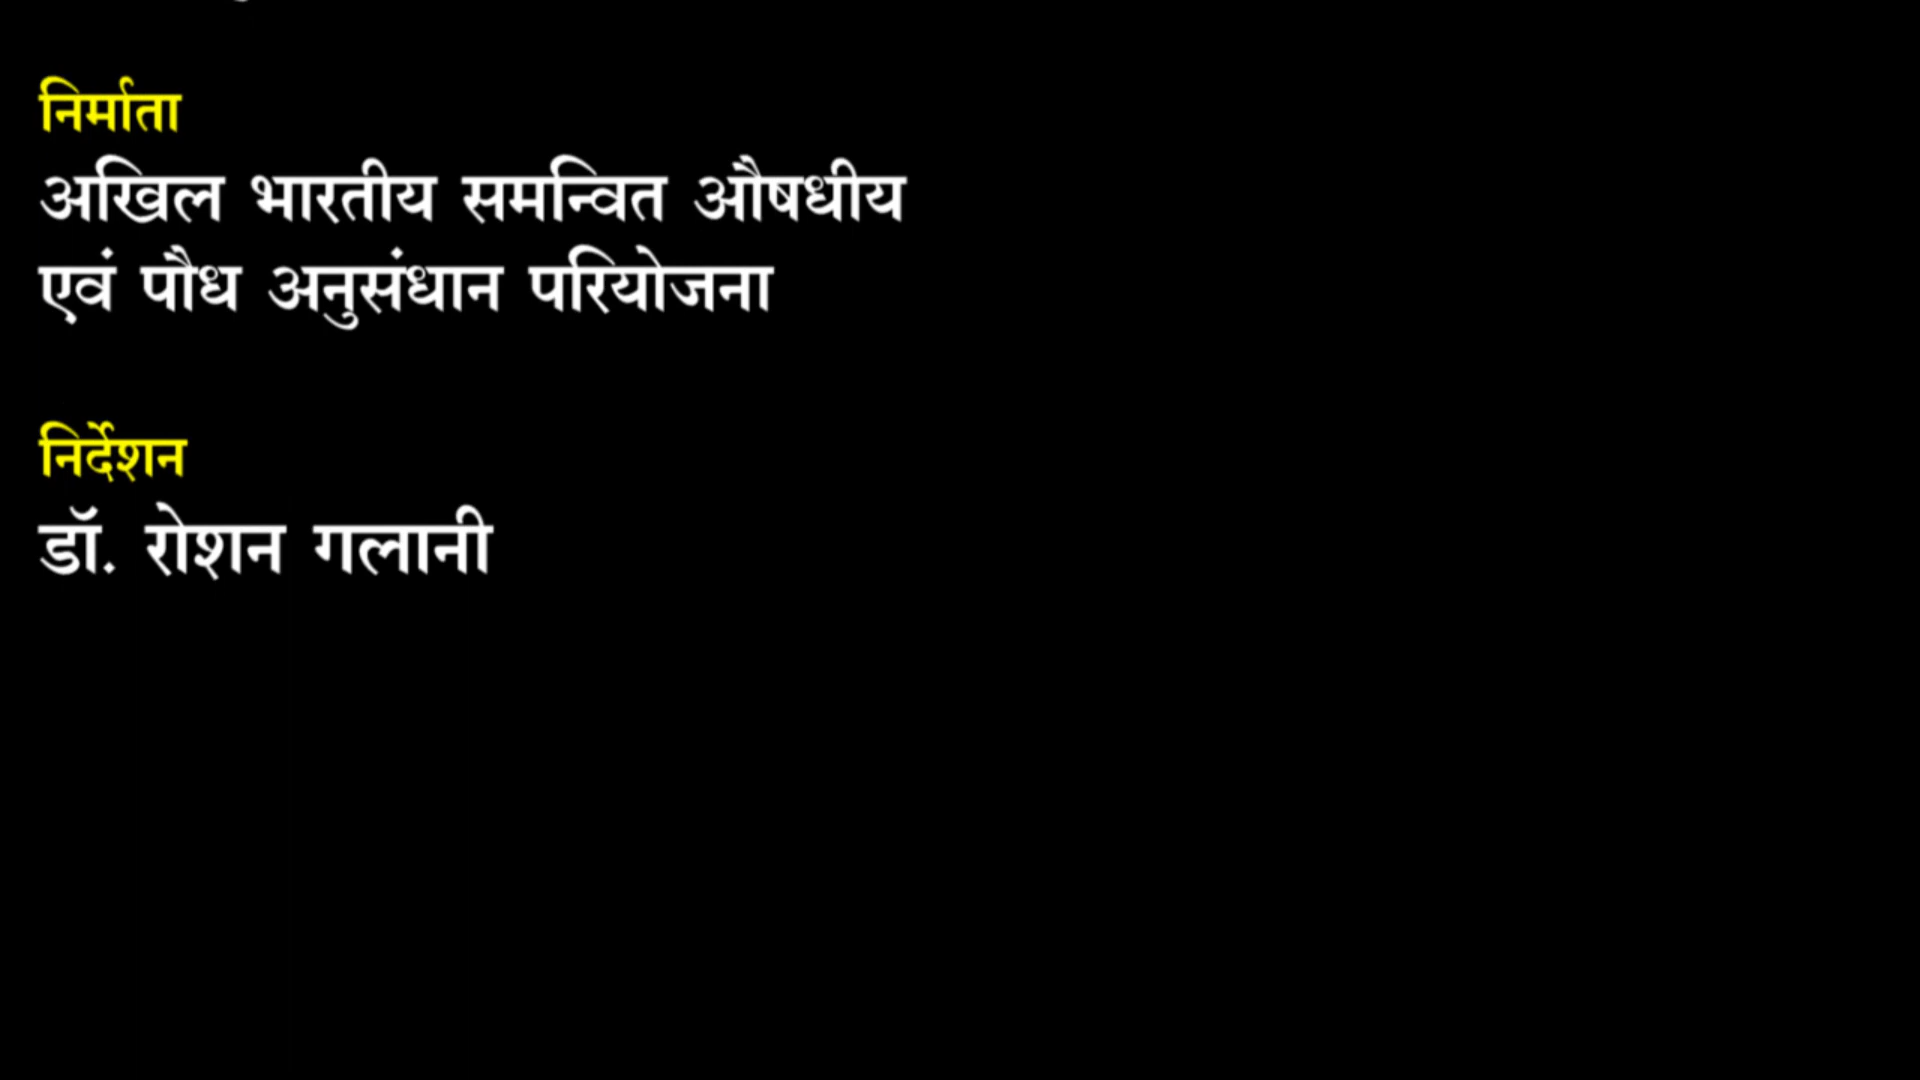 निर्माता
अखिल भारतीय समन्वित औषधीय
एवं पौध अनुसंधान परियोजना
निर्देशन
डॉ. रोशन गलानी